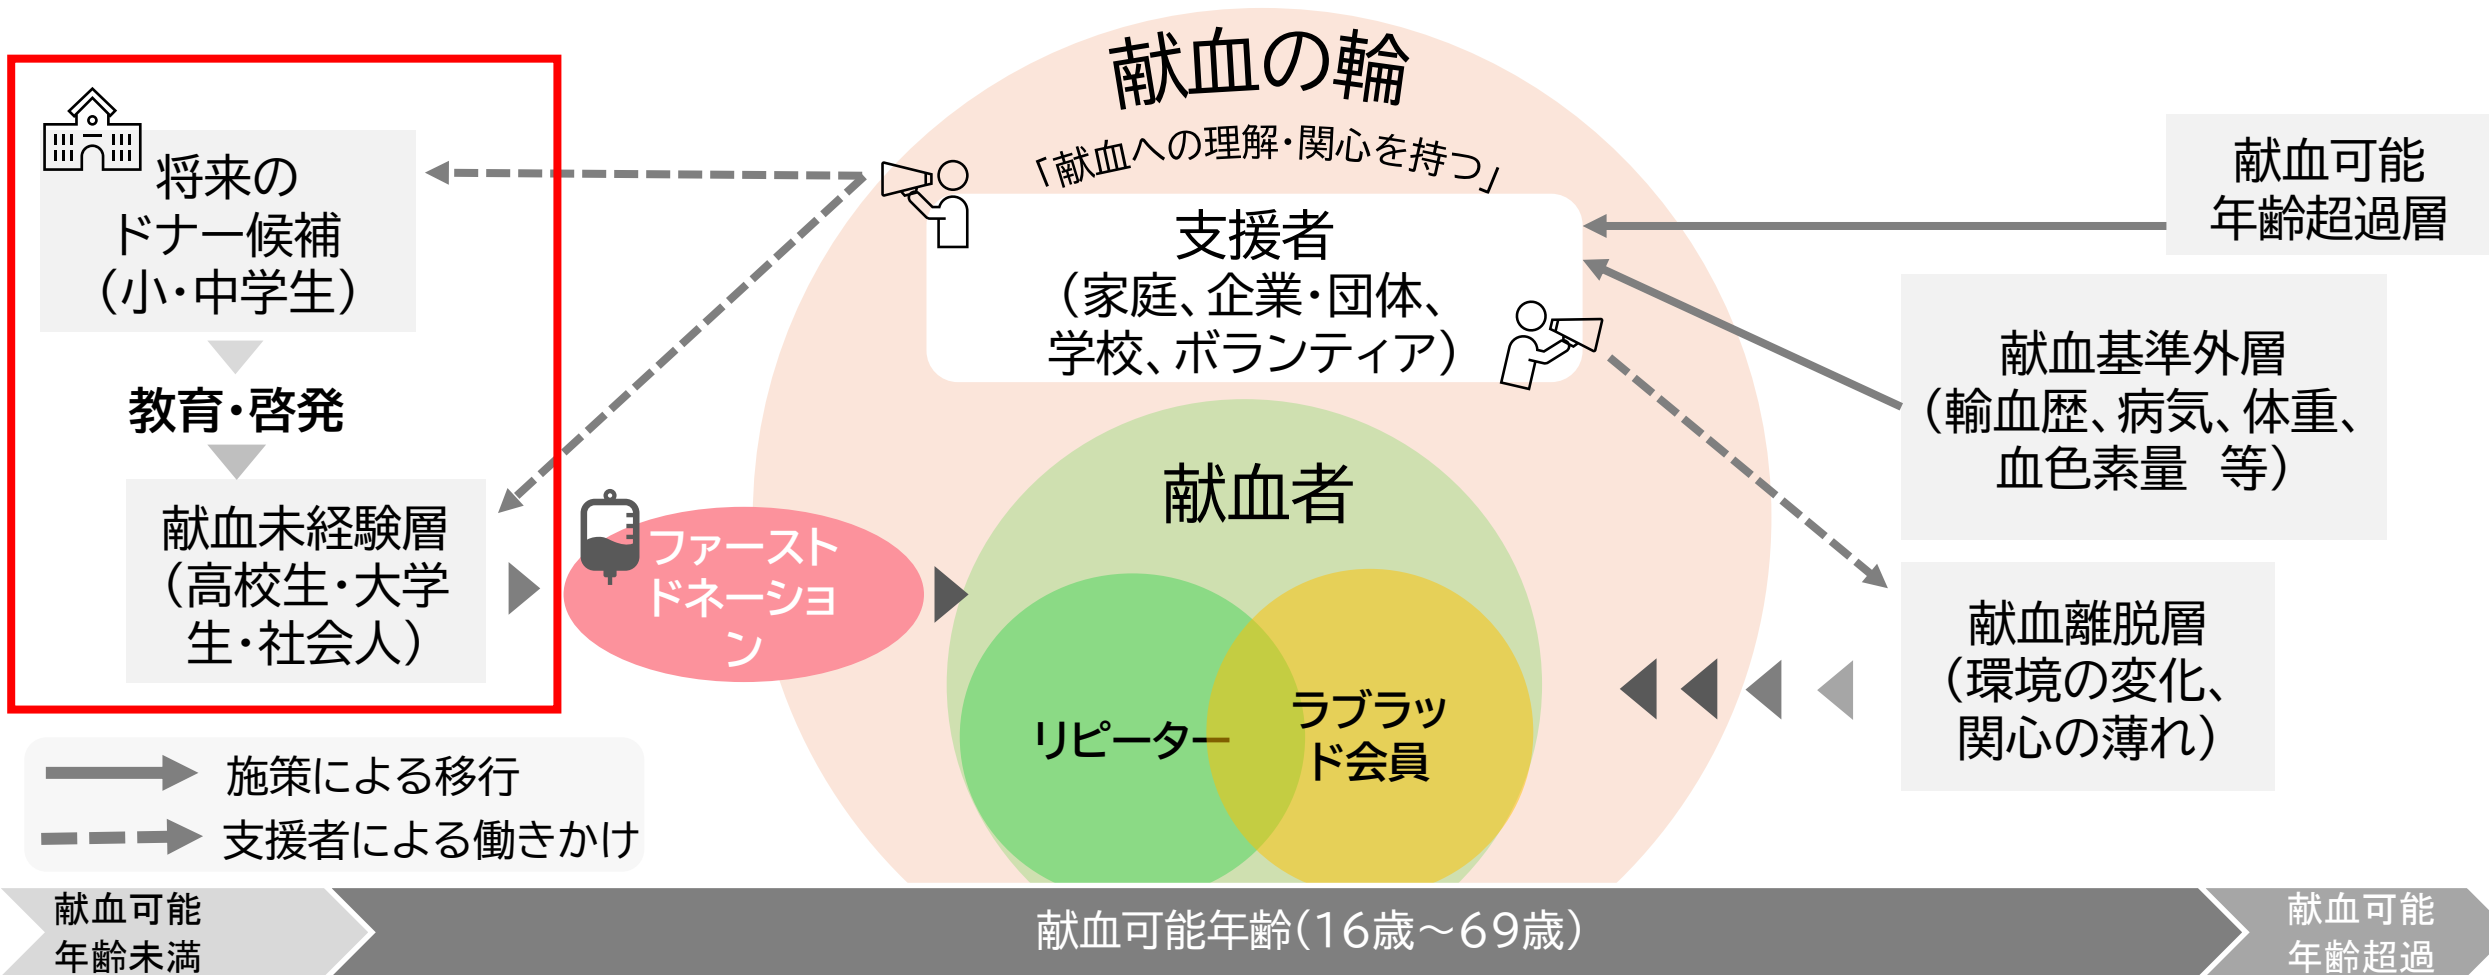 献血の輪
「献血への理解・関心を持つ」
将来の
ドナー候補
（小・中学生）
教育・啓発
献血未経験層
（高校生・大学
生・社会人）
ファースト
ドネーショ
ン
支援者
（家庭、企業・団体、
学校、ボランティア）
献血者
リピーター
ラブラッ
ド会員
献血可能
年齢超過層
献血基準外層
（輸血歴、病気、体重、
血色素量　等）
献血離脱層
（環境の変化、
関心の薄れ）
施策による移行
支援者による働きかけ
献血可能
年齢未満
献血可能年齢（16歳～69歳）
献血可能
年齢超過